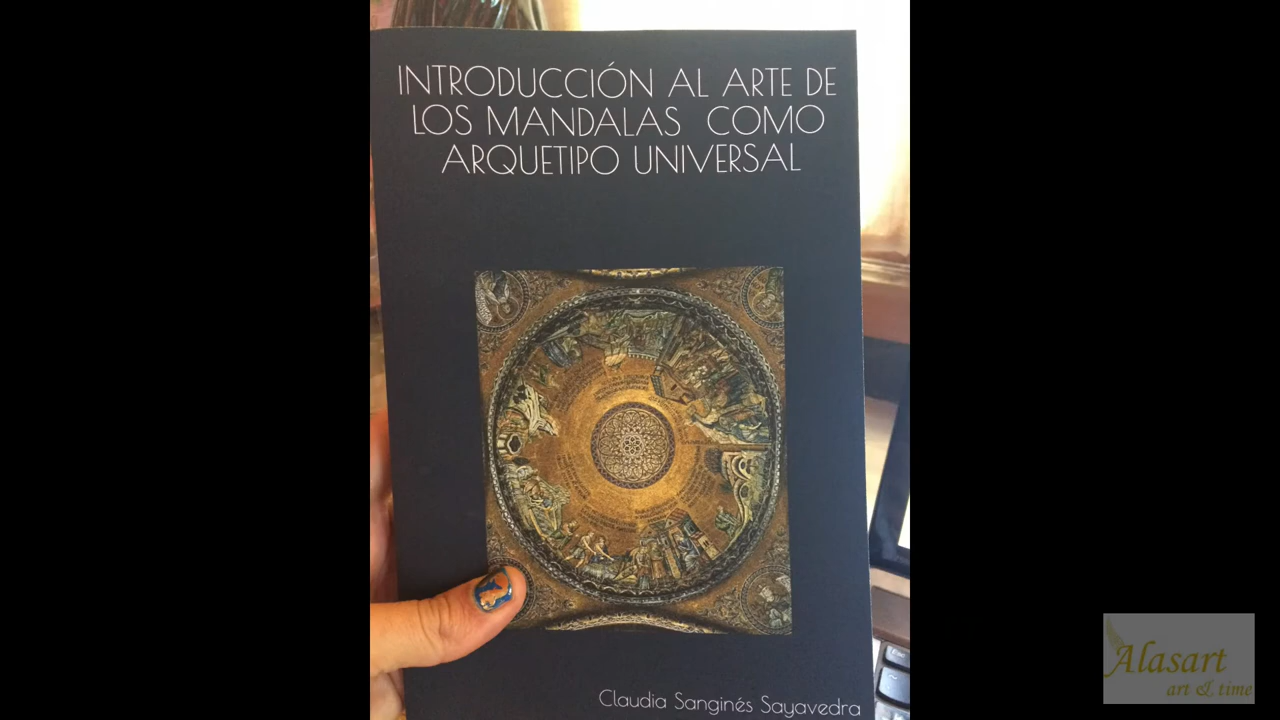 INTRODUCCIÓN AL ARTE DE
LOS MANDALAS COMO
ARQUETIPO UNIVERSAL
Claudia Sanginés Sayavedra
Alasart
art & time